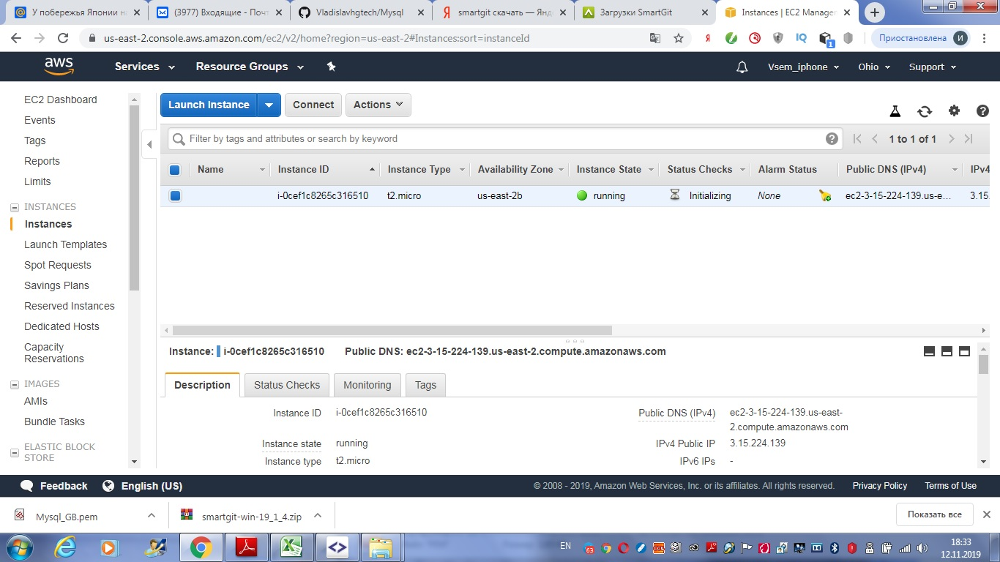 У побережья Японии на
(3977) Входящие - Почт
Vladislavhgtech/Mysql
smartgit скачать — Янд
Загрузки SmartGit
Instances | EC2 Manager
us-east-2.console.aws.amazon.com/ec2/v2/home?region=us-east-2#Instances:sort=instanceId
Я
IQ
1
Приостановлена
И
aws
Services
Resource Groups
Vsem_iphone
Ohio
Support
EC2 Dashboard
Events
Tags
Reports
Limits
INSTANCES
Instances
Launch Templates
Spot Requests
Savings Plans
Reserved Instances
Dedicated Hosts
Capacity
Reservations
IMAGES
AMIs
Bundle Tasks
ELASTIC BLOCK
STORE
Launch Instance
Connect
Actions
Filter by tags and attributes or search by keyword
1 to 1 of 1
Name Instance ID Instance Type Availability Zone Instance State Status Checks Alarm Status Public DNS (IPv4) IPv4
i-0cef1c8265c316510 t2.micro us-east-2b running Initializing None ec2-3-15-224-139.us-e... 3.15.
Instance: i-0cef1c8265c316510 Public DNS: ec2-3-15-224-139.us-east-2.compute.amazonaws.com
Description Status Checks Monitoring Tags
Instance ID i-0cef1c8265c316510
Public DNS (IPv4) ec2-3-15-224-139.us-east-
2.compute.amazonaws.com
Instance state running
IPv4 Public IP 3.15.224.139
Instance type t2.micro
IPv6 IPs -
Feedback
English (US)
© 2008 - 2019, Amazon Web Services, Inc. or its affiliates. All rights reserved.
Privacy Policy
Terms of Use
Mysql_GB.pem
smartgit-win-19_1_4.zip
Показать все
EN
63
18:33
12.11.2019